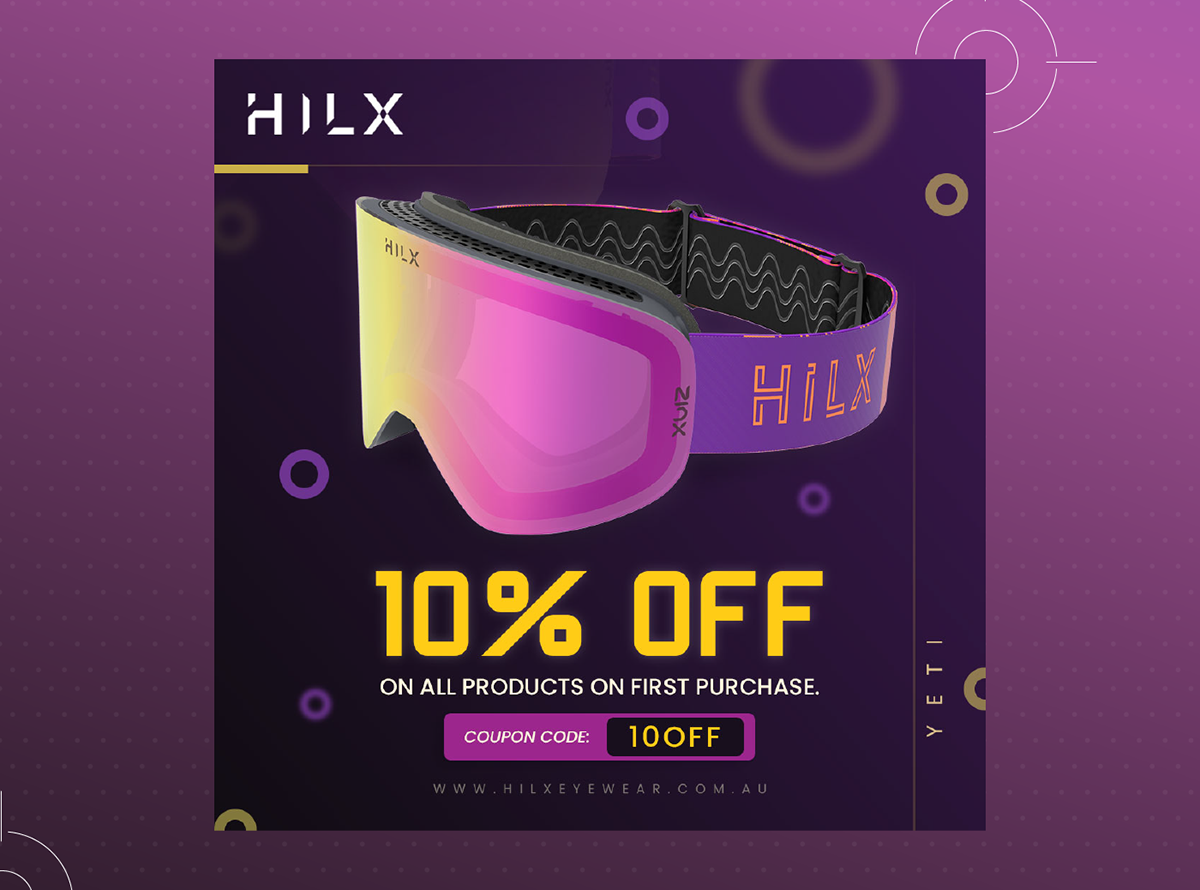 HILX
HILX
ZIUX
HiLX
10% OFF
ON ALL PRODUCTS ON FIRST PURCHASE.
COUPON CODE: 10OFF
WWW.HILXEYEWEAR.COM.AU
YETI